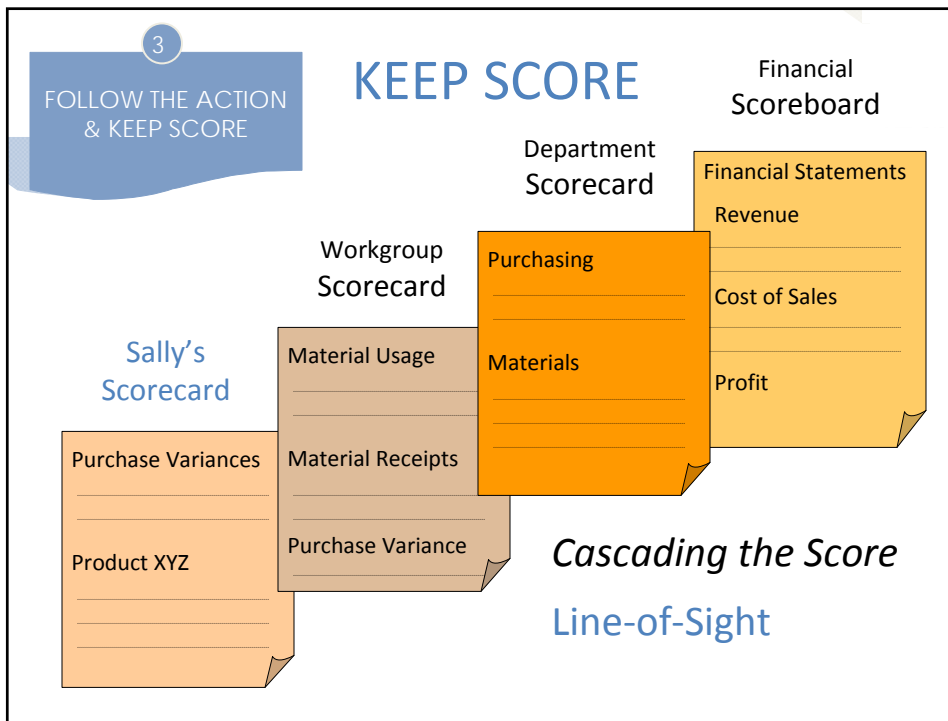 3
FOLLOW THE ACTION
& KEEP SCORE
KEEP SCORE
Financial
Scoreboard
Financial Statements
Revenue
Cost of Sales
Profit
Department
Scorecard
Purchasing
Materials
Workgroup
Scorecard
Material Usage
Material Receipts
Purchase Variance
Sally’s
Scorecard
Purchase Variances
Product XYZ
Cascading the Score
Line-of-Sight